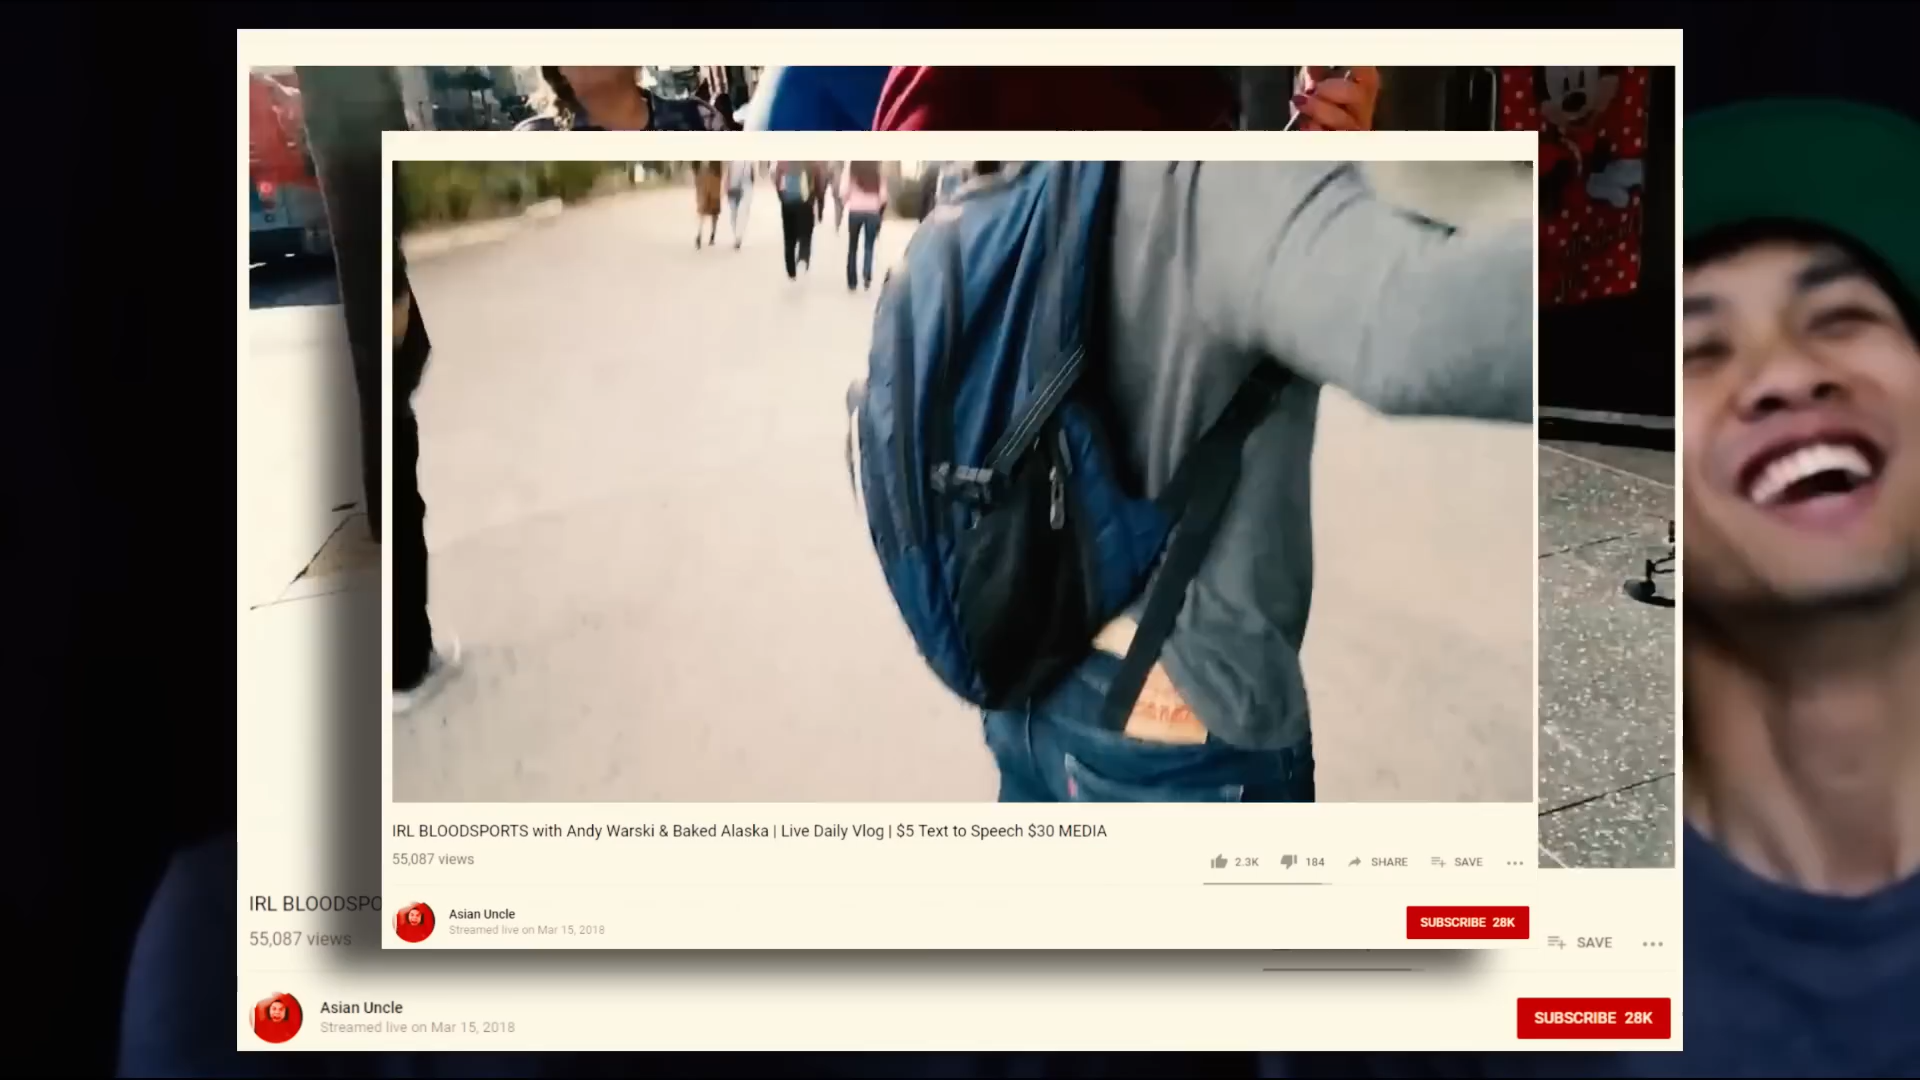 IRL BLOODSPORTS with Andy Warski & Baked Alaska | Live Daily Vlog | $5 Text to Speech $30 MEDIA
55,087 views
2.3K 184 SHARE SAVE
Asian Uncle
Streamed live on Mar 15, 2018
SUBSCRIBE 28K
IRL BLOODSPO
55,087 views
SAVE
Asian Uncle
Streamed live on Mar 15, 2018
SUBSCRIBE 28K